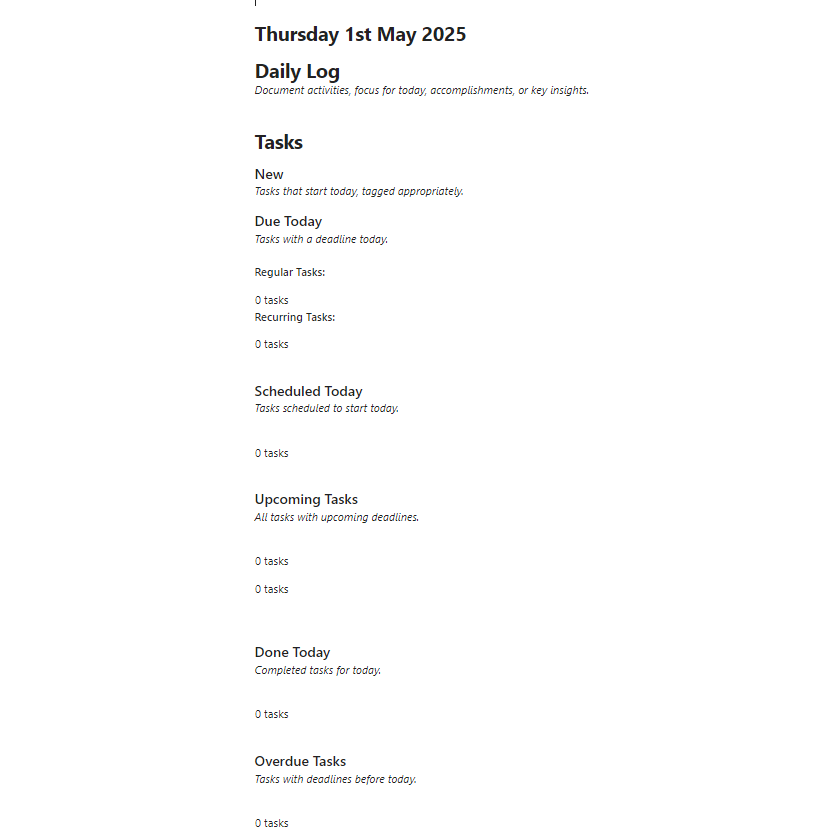 Thursday 1st May 2025
Daily Log
Document activities, focus for today, accomplishments, or key insights.
Tasks
New
Tasks that start today, tagged appropriately.
Due Today
Tasks with a deadline today.
Regular Tasks:
0 tasks
Recurring Tasks:
0 tasks
Scheduled Today
Tasks scheduled to start today.
0 tasks
Upcoming Tasks
All tasks with upcoming deadlines.
0 tasks
0 tasks
Done Today
Completed tasks for today.
0 tasks
Overdue Tasks
Tasks with deadlines before today.
0 tasks